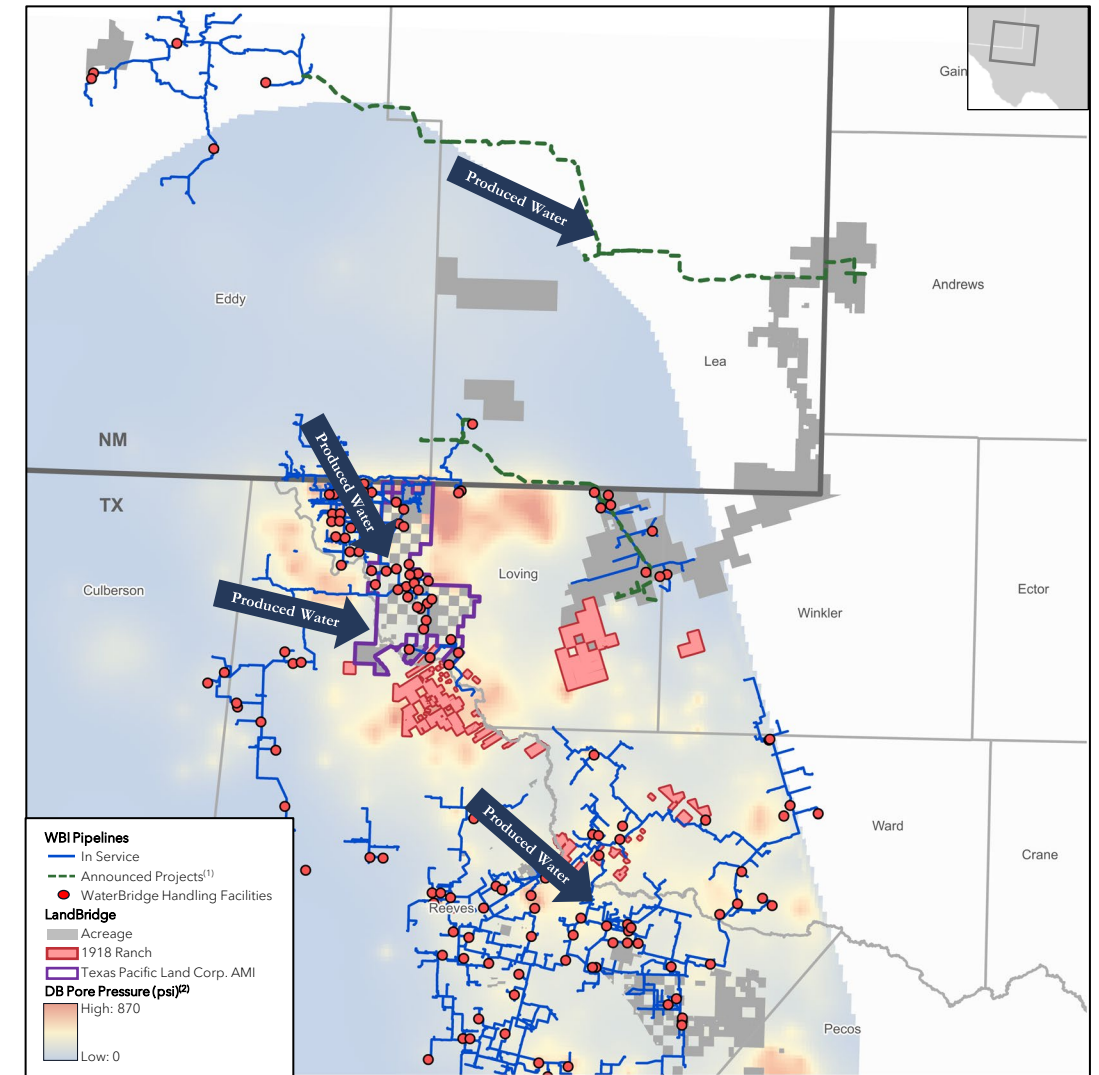 Gain
Produced Water
Andrews
Eddy
Lea
NM
Produced Water
TX
Loving
Culberson
Ector
Produced Water
Winkler
Produced Water
Ward
Crane
Reeves
Pecos
WBI Pipelines
In Service
Announced Projects(1)
WaterBridge Handling Facilities
LandBridge
Acreage
1918 Ranch
Texas Pacific Land Corp. AMI
DB Pore Pressure (psi)(2)
High: 870
Low: 0